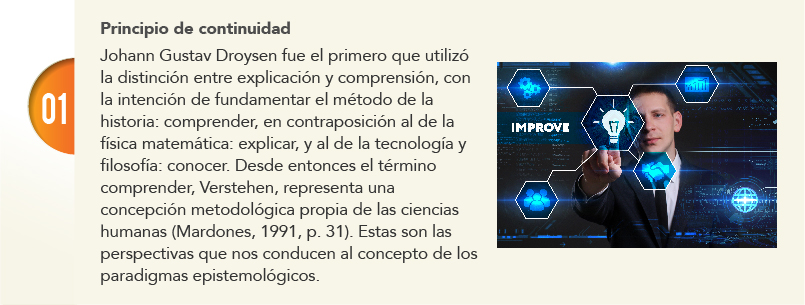 Principio de continuidad
Johann Gustav Droysen fue el primero que utilizó
la distinción entre explicación y comprensión, con
la intención de fundamentar el método de la
historia: comprender, en contraposición al de la
física matemática: explicar, y al de la tecnología y
filosofía: conocer. Desde entonces el término
comprender, Verstehen, representa una
concepción metodológica propia de las ciencias
humanas (Mardones, 1991, p. 31). Estas son las
perspectivas que nos conducen al concepto de los
paradigmas epistemológicos.
01
IMPROVE